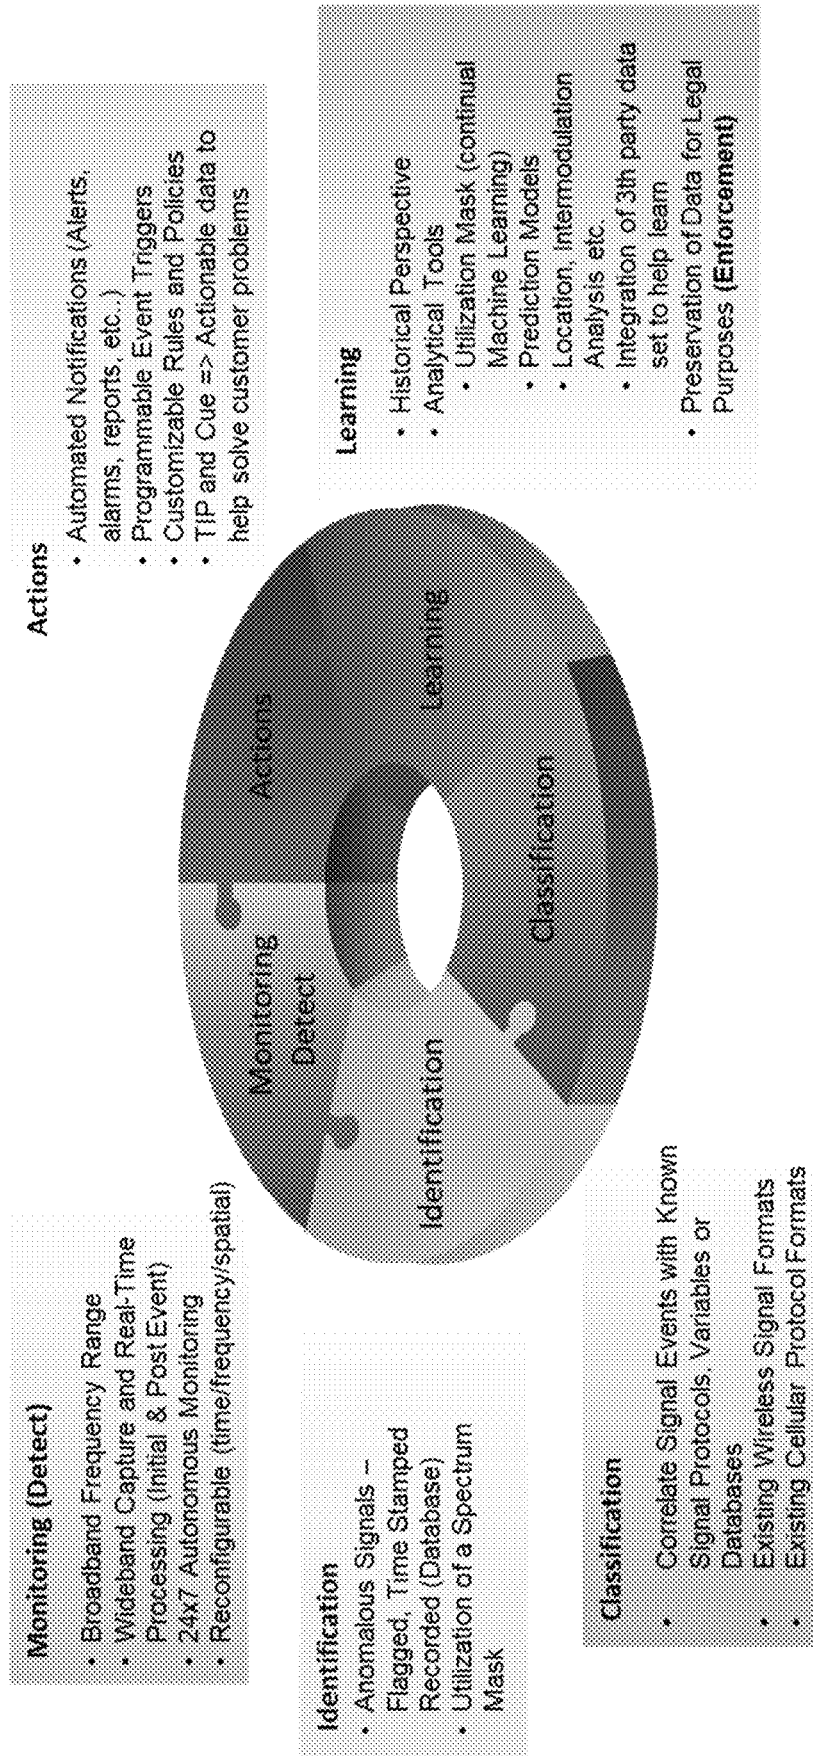 Monitoring (Detect)
• Broadband Frequency Range
• Wideband Capture and Real-Time
Processing (Initial & Post Event)
• 24x7 Autonomous Monitoring
• Reconfigurable (time/frequency/spatial)
Identification
• Anomalous Signals –
Flagged, Time Stamped
Recorded (Database)
• Utilization of a Spectrum
Mask
Classification
• Correlate Signal Events with Known
Signal Protocols, Variables or
Databases
• Existing Wireless Signal Formats
• Existing Cellular Protocol Formats
Monitoring
Detect
Identification
Classification
Actions
Learning
Actions
• Automated Notifications (Alerts,
alarms, reports, etc..)
• Programmable Event Triggers
• Customizable Rules and Policies
• TIP and Cue => Actionable data to
help solve customer problems
Learning
• Historical Perspective
• Analytical Tools
• Utilization Mask (continual
Machine Learning)
• Prediction Models
• Location, Intermodulation
Analysis etc.
• Integration of 3th party data
set to help learn
• Preservation of Data for Legal
Purposes (Enforcement)